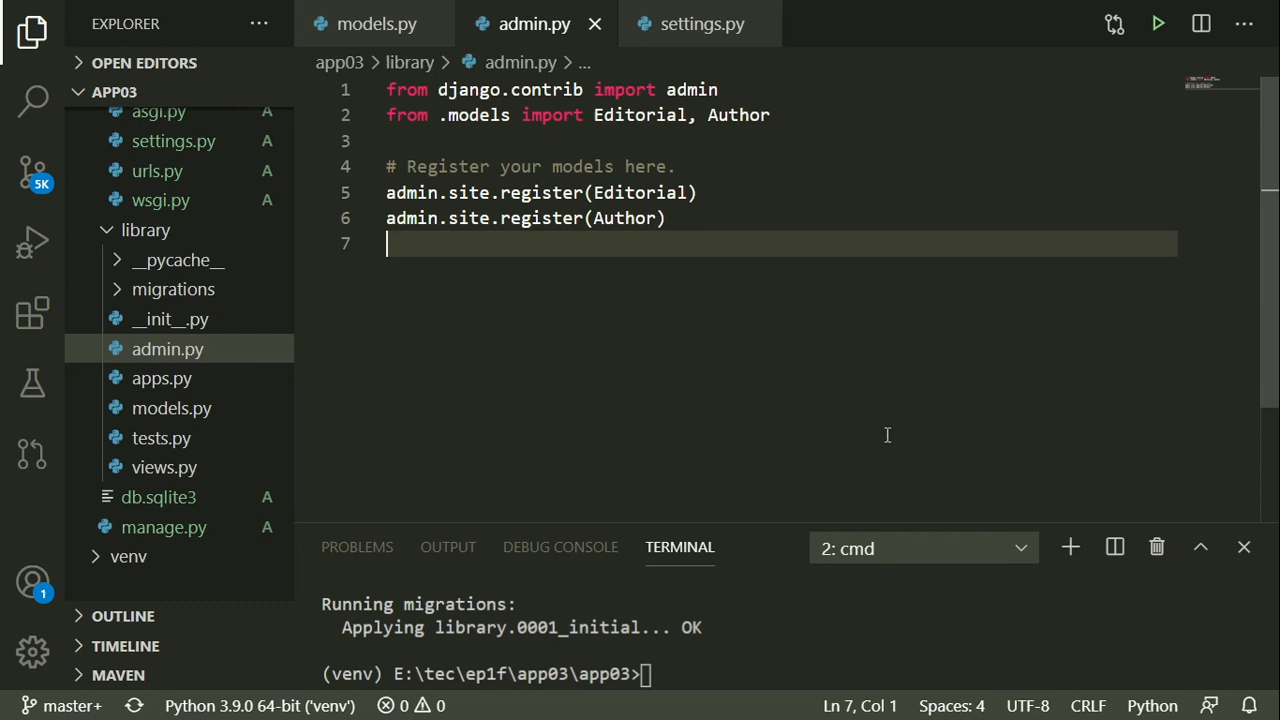 EXPLORER
OPEN EDITORS
APP03
asgi.py A
settings.py A
urls.py A
wsgi.py A
library
__pycache__
migrations
__init__.py
admin.py
apps.py
models.py
tests.py
views.py
db.sqlite3 A
manage.py A
venv
OUTLINE
TIMELINE
MAVEN
5K
1
models.py admin.py settings.py
app03 > library > admin.py > ...
1 from django.contrib import admin
2 from .models import Editorial, Author
3
4 # Register your models here.
5 admin.site.register(Editorial)
6 admin.site.register(Author)
7
PROBLEMS OUTPUT DEBUG CONSOLE TERMINAL 2: cmd
Running migrations:
Applying library.0001_initial... OK
(venv) E:\tec\ep1f\app03\app03>
master+ Python 3.9.0 64-bit ('venv') 0 0 Ln 7, Col 1 Spaces: 4 UTF-8 CRLF Python